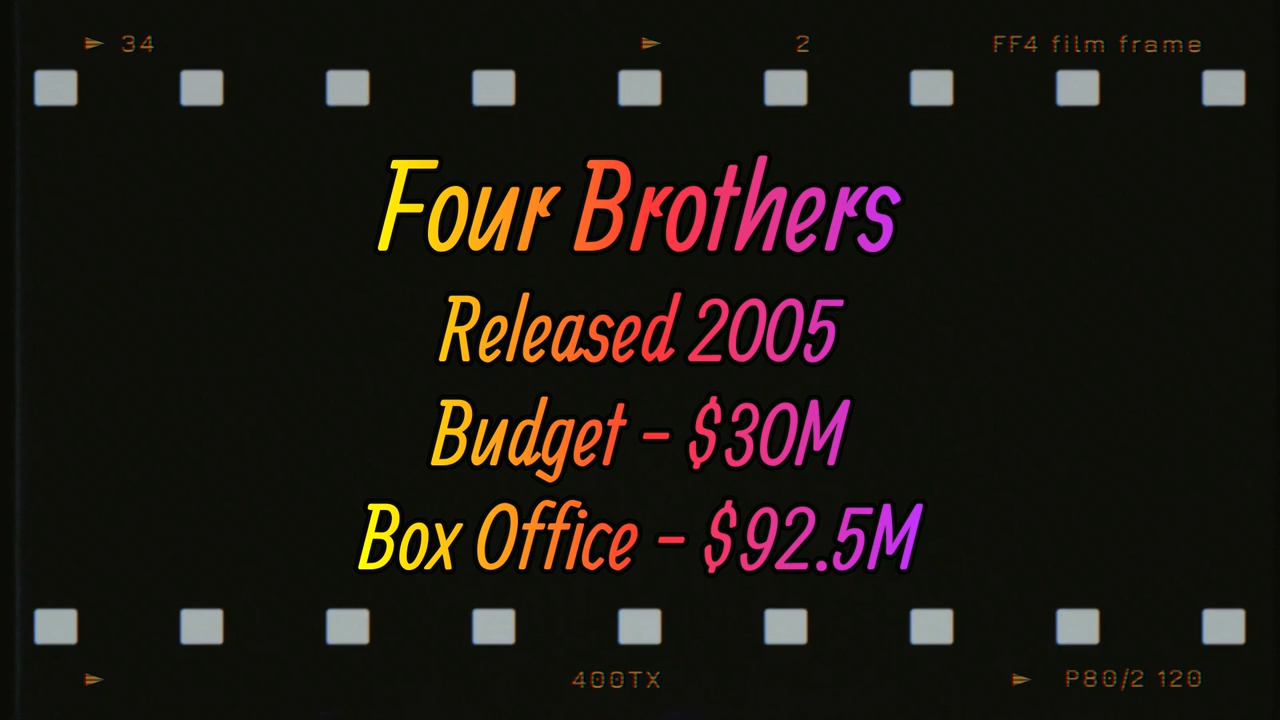 34 2 FF4 film frame
Four Brothers
Released 2005
Budget - $30M
Box Office - $92.5M
400TX P80/2 120